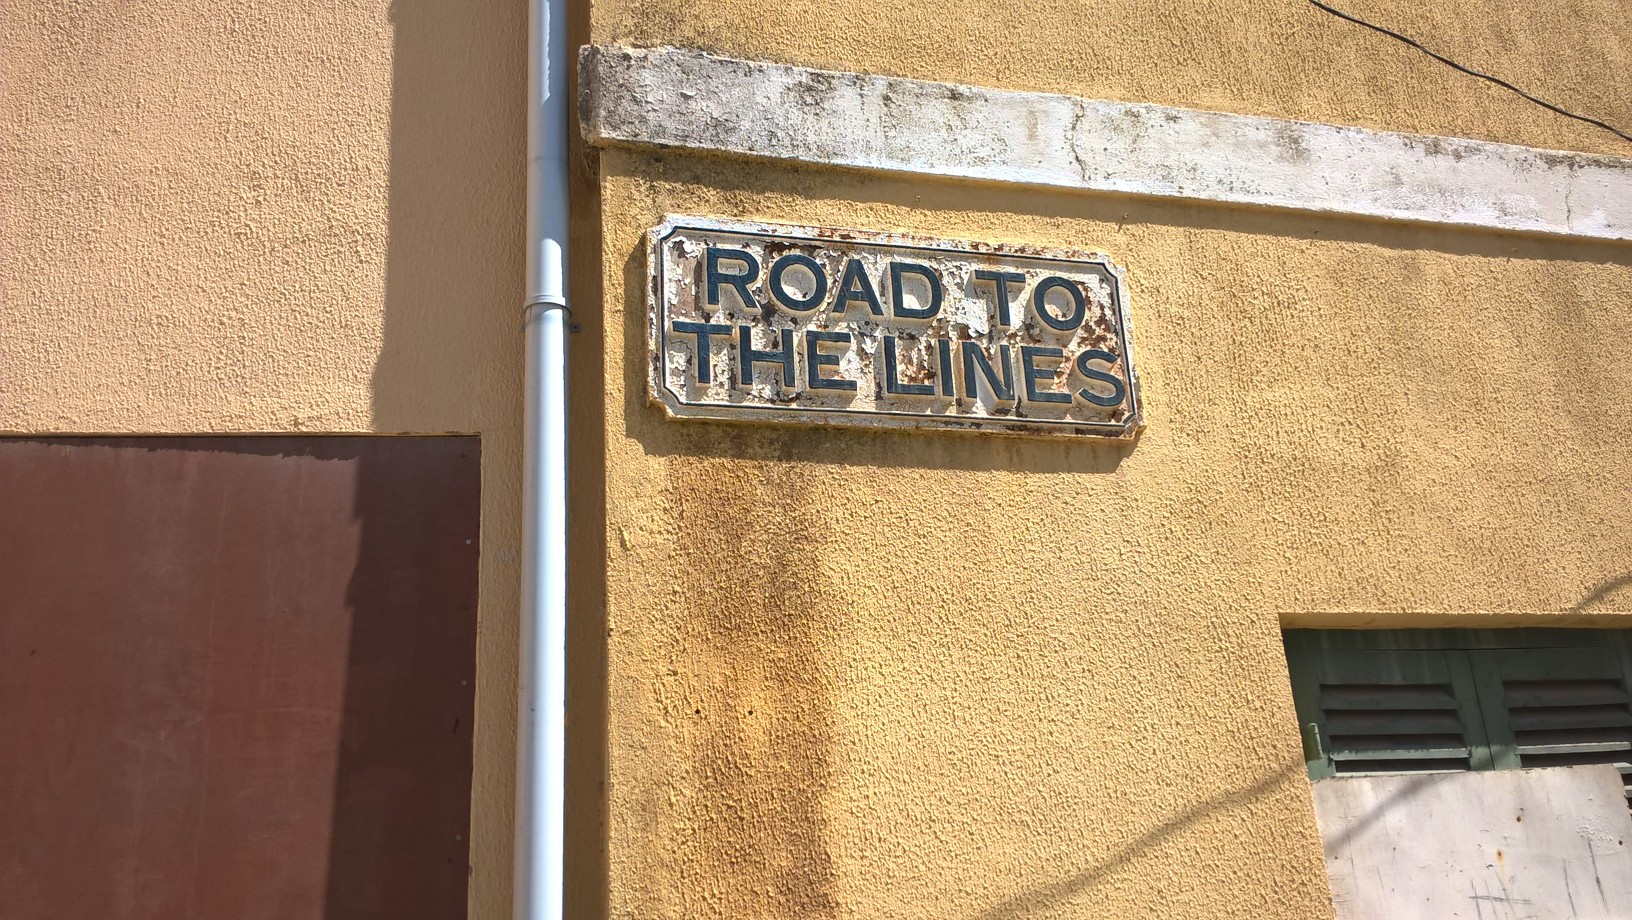 ROAD TO
THE LINES